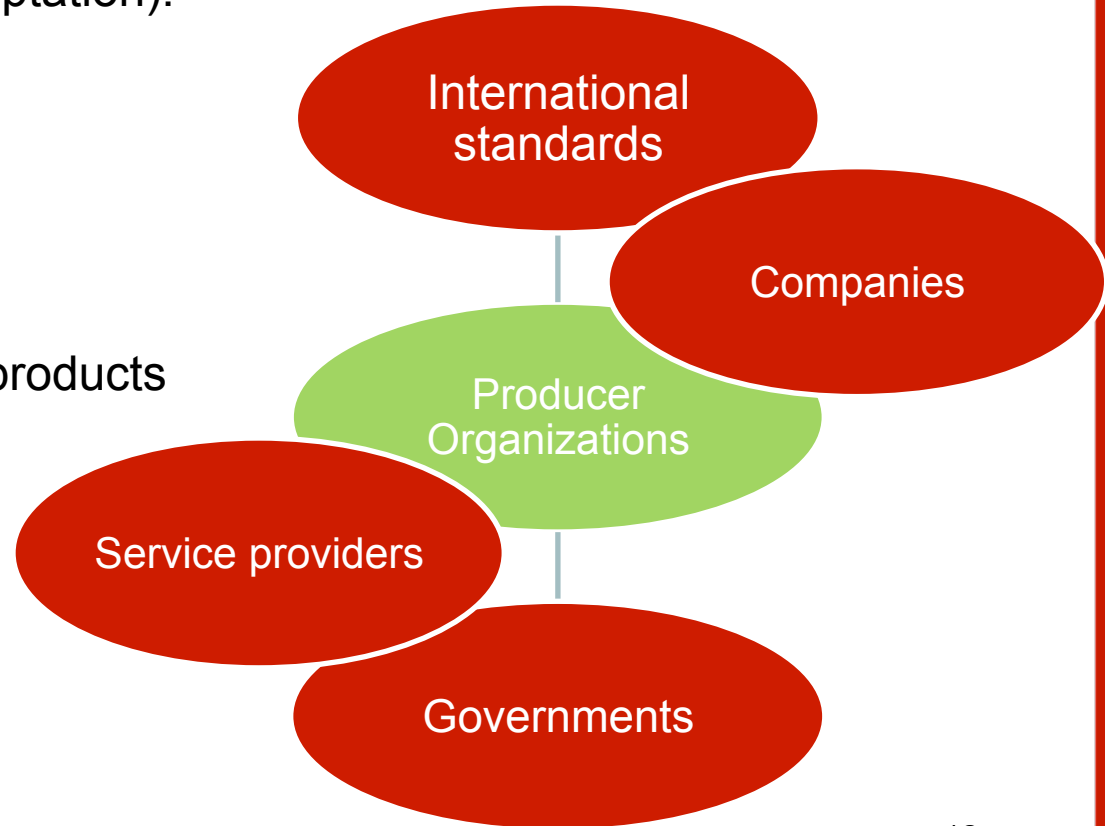 International
standards
Companies
products
Producer
Organizations
Service providers
Governments